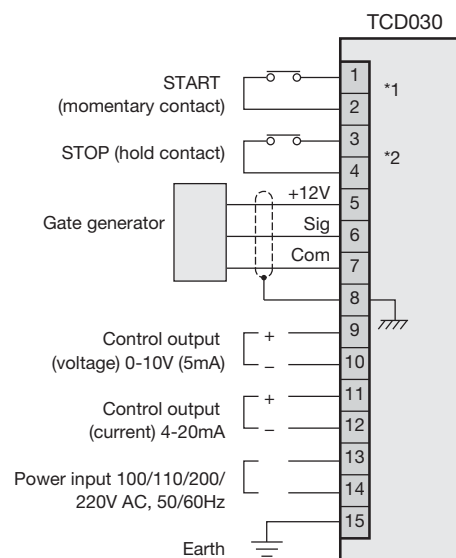 TCD030
START
(momentary contact)
1
*1
2
STOP (hold contact)
3
*2
4
Gate generator
+12V
5
Sig
6
Com
7
8
Control output
(voltage) 0-10V (5mA)
+
9
–
10
Control output
(current) 4-20mA
+
11
–
12
Power input 100/110/200/
220V AC, 50/60Hz
13
14
Earth
15